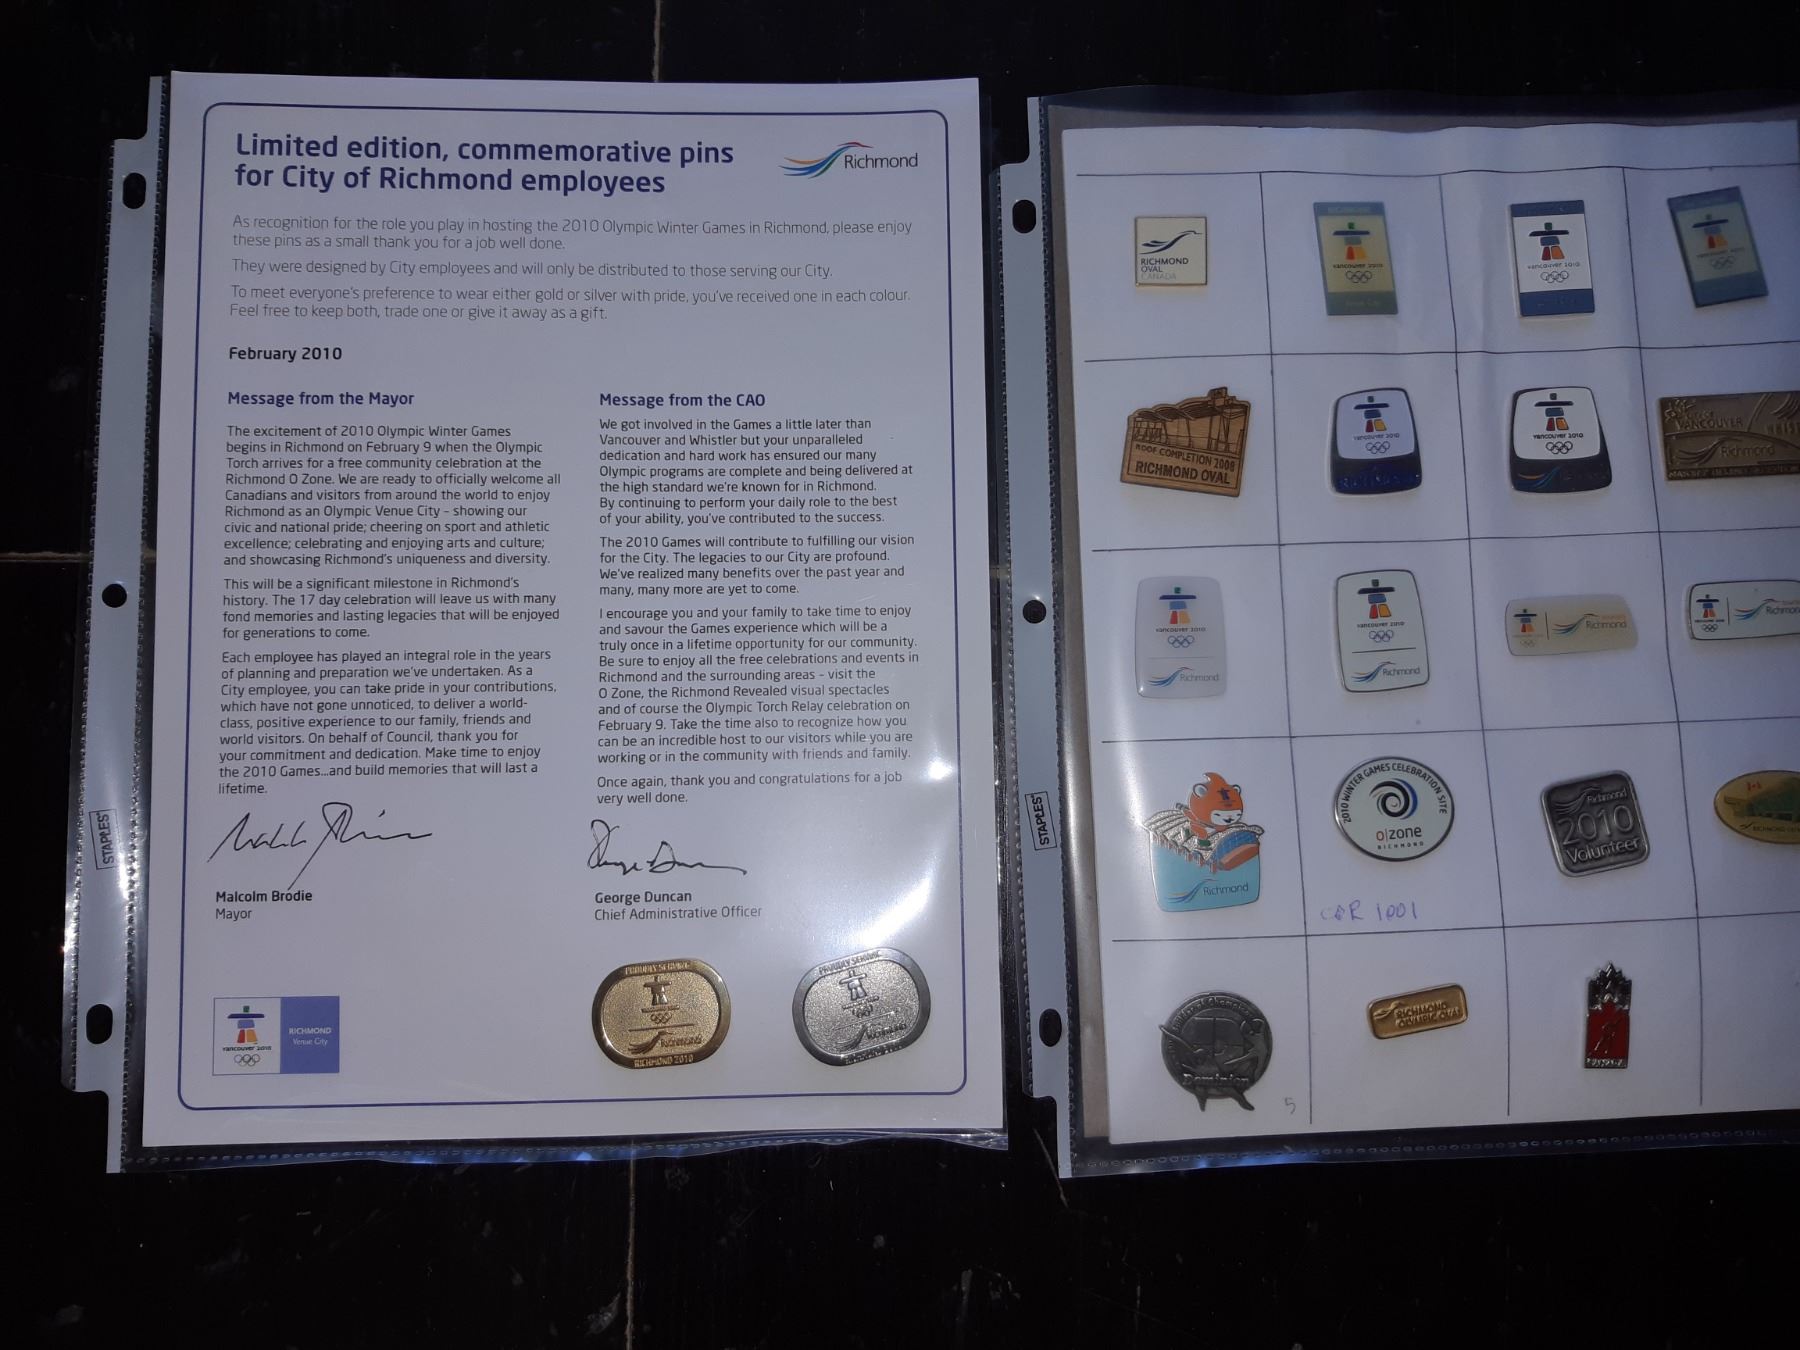 Limited edition, commemorative pins
for City of Richmond employees
Richmond
As recognition for the role you play in hosting the 2010 Olympic Winter Games in Richmond, please enjoy
these pins as a small thank you for a job well done.
They were designed by City employees and will only be distributed to those serving our City.
To meet everyone's preference to wear either gold or silver with pride, you've received one in each colour.
Feel free to keep both, trade one or give it away as a gift.
February 2010
Message from the Mayor
The excitement of 2010 Olympic Winter Games
begins in Richmond on February 9 when the Olympic
Torch arrives for a free community celebration at the
Richmond O Zone. We are ready to officially welcome all
Canadians and visitors from around the world to enjoy
Richmond as an Olympic Venue City – showing our
civic and national pride; cheering on sport and athletic
excellence; celebrating and enjoying arts and culture;
and showcasing Richmond's uniqueness and diversity.
This will be a significant milestone in Richmond's
history. The 17 day celebration will leave us with many
fond memories and lasting legacies that will be enjoyed
for generations to come.
Each employee has played an integral role in the years
of planning and preparation we've undertaken. As a
City employee, you can take pride in your contributions,
which have not gone unnoticed, to deliver a world-
class, positive experience to our family, friends and
world visitors. On behalf of Council, thank you for
your commitment and dedication. Make time to enjoy
the 2010 Games...and build memories that will last a
lifetime.
Malcolm Brodie
Mayor
Message from the CAO
We got involved in the Games a little later than
Vancouver and Whistler but your unparalleled
dedication and hard work has ensured our many
Olympic programs are complete and being delivered at
the high standard we're known for in Richmond.
By continuing to perform your daily role to the best
of your ability, you've contributed to the success.
The 2010 Games will contribute to fulfilling our vision
for the City. The legacies to our City are profound.
We've realized many benefits over the past year and
many, many more are yet to come.
I encourage you and your family to take time to enjoy
and savour the Games experience which will be a
truly once in a lifetime opportunity for our community.
Be sure to enjoy all the free celebrations and events in
Richmond and the surrounding areas – visit the
O Zone, the Richmond Revealed visual spectacles
and of course the Olympic Torch Relay celebration on
February 9. Take the time also to recognize how you
can be an incredible host to our visitors while you are
working or in the community with friends and family.
Once again, thank you and congratulations for a job
very well done.
George Duncan
Chief Administrative Officer
vancouver 2010
RICHMOND
Venue City
PROUDLY SERVING
RICHMOND
RICHMOND 2010
PROUDLY SERVING
RICHMOND
STAPLES
STAPLES
RICHMOND
OVAL
CANADA
vancouver 2010
Venue City
vancouver 2010
ROOF COMPLETION 2008
RICHMOND OVAL
vancouver 2010
vancouver 2010
VANCOUVER
Richmond
vancouver 2010
Richmond
vancouver 2010
Richmond
Richmond
Richmond
Richmond
2010 WINTER GAMES CELEBRATION SITE
o|zone
RICHMOND
Richmond
2010
Volunteer
COR 1001
Dominion
5
RICHMOND
OLYMPIC OVAL